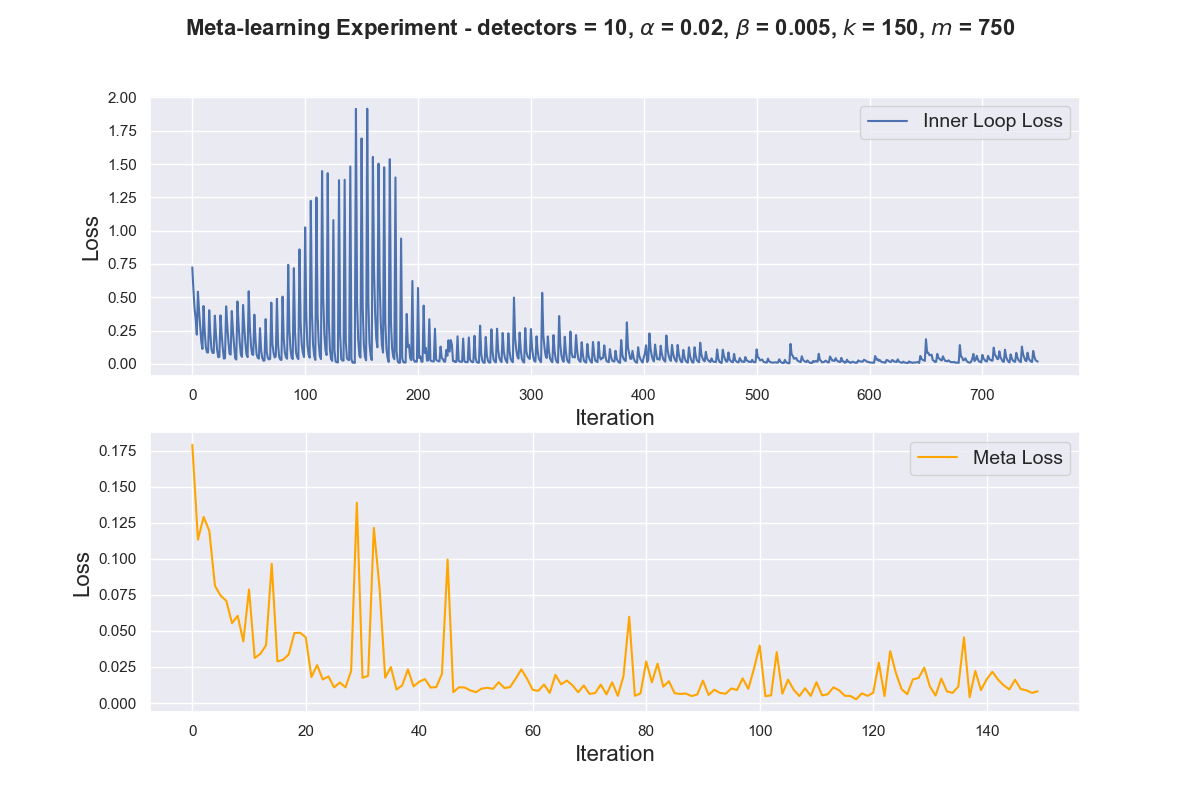 Meta-learning Experiment - detectors = 10, α = 0.02, β = 0.005, k = 150, m = 750
2.00
1.75
1.50
1.25
1.00
0.75
0.50
0.25
0.00
Loss
Inner Loop Loss
0 100 200 300 400 500 600 700
Iteration
0.175
0.150
0.125
0.100
0.075
0.050
0.025
0.000
Loss
Meta Loss
0 20 40 60 80 100 120 140
Iteration